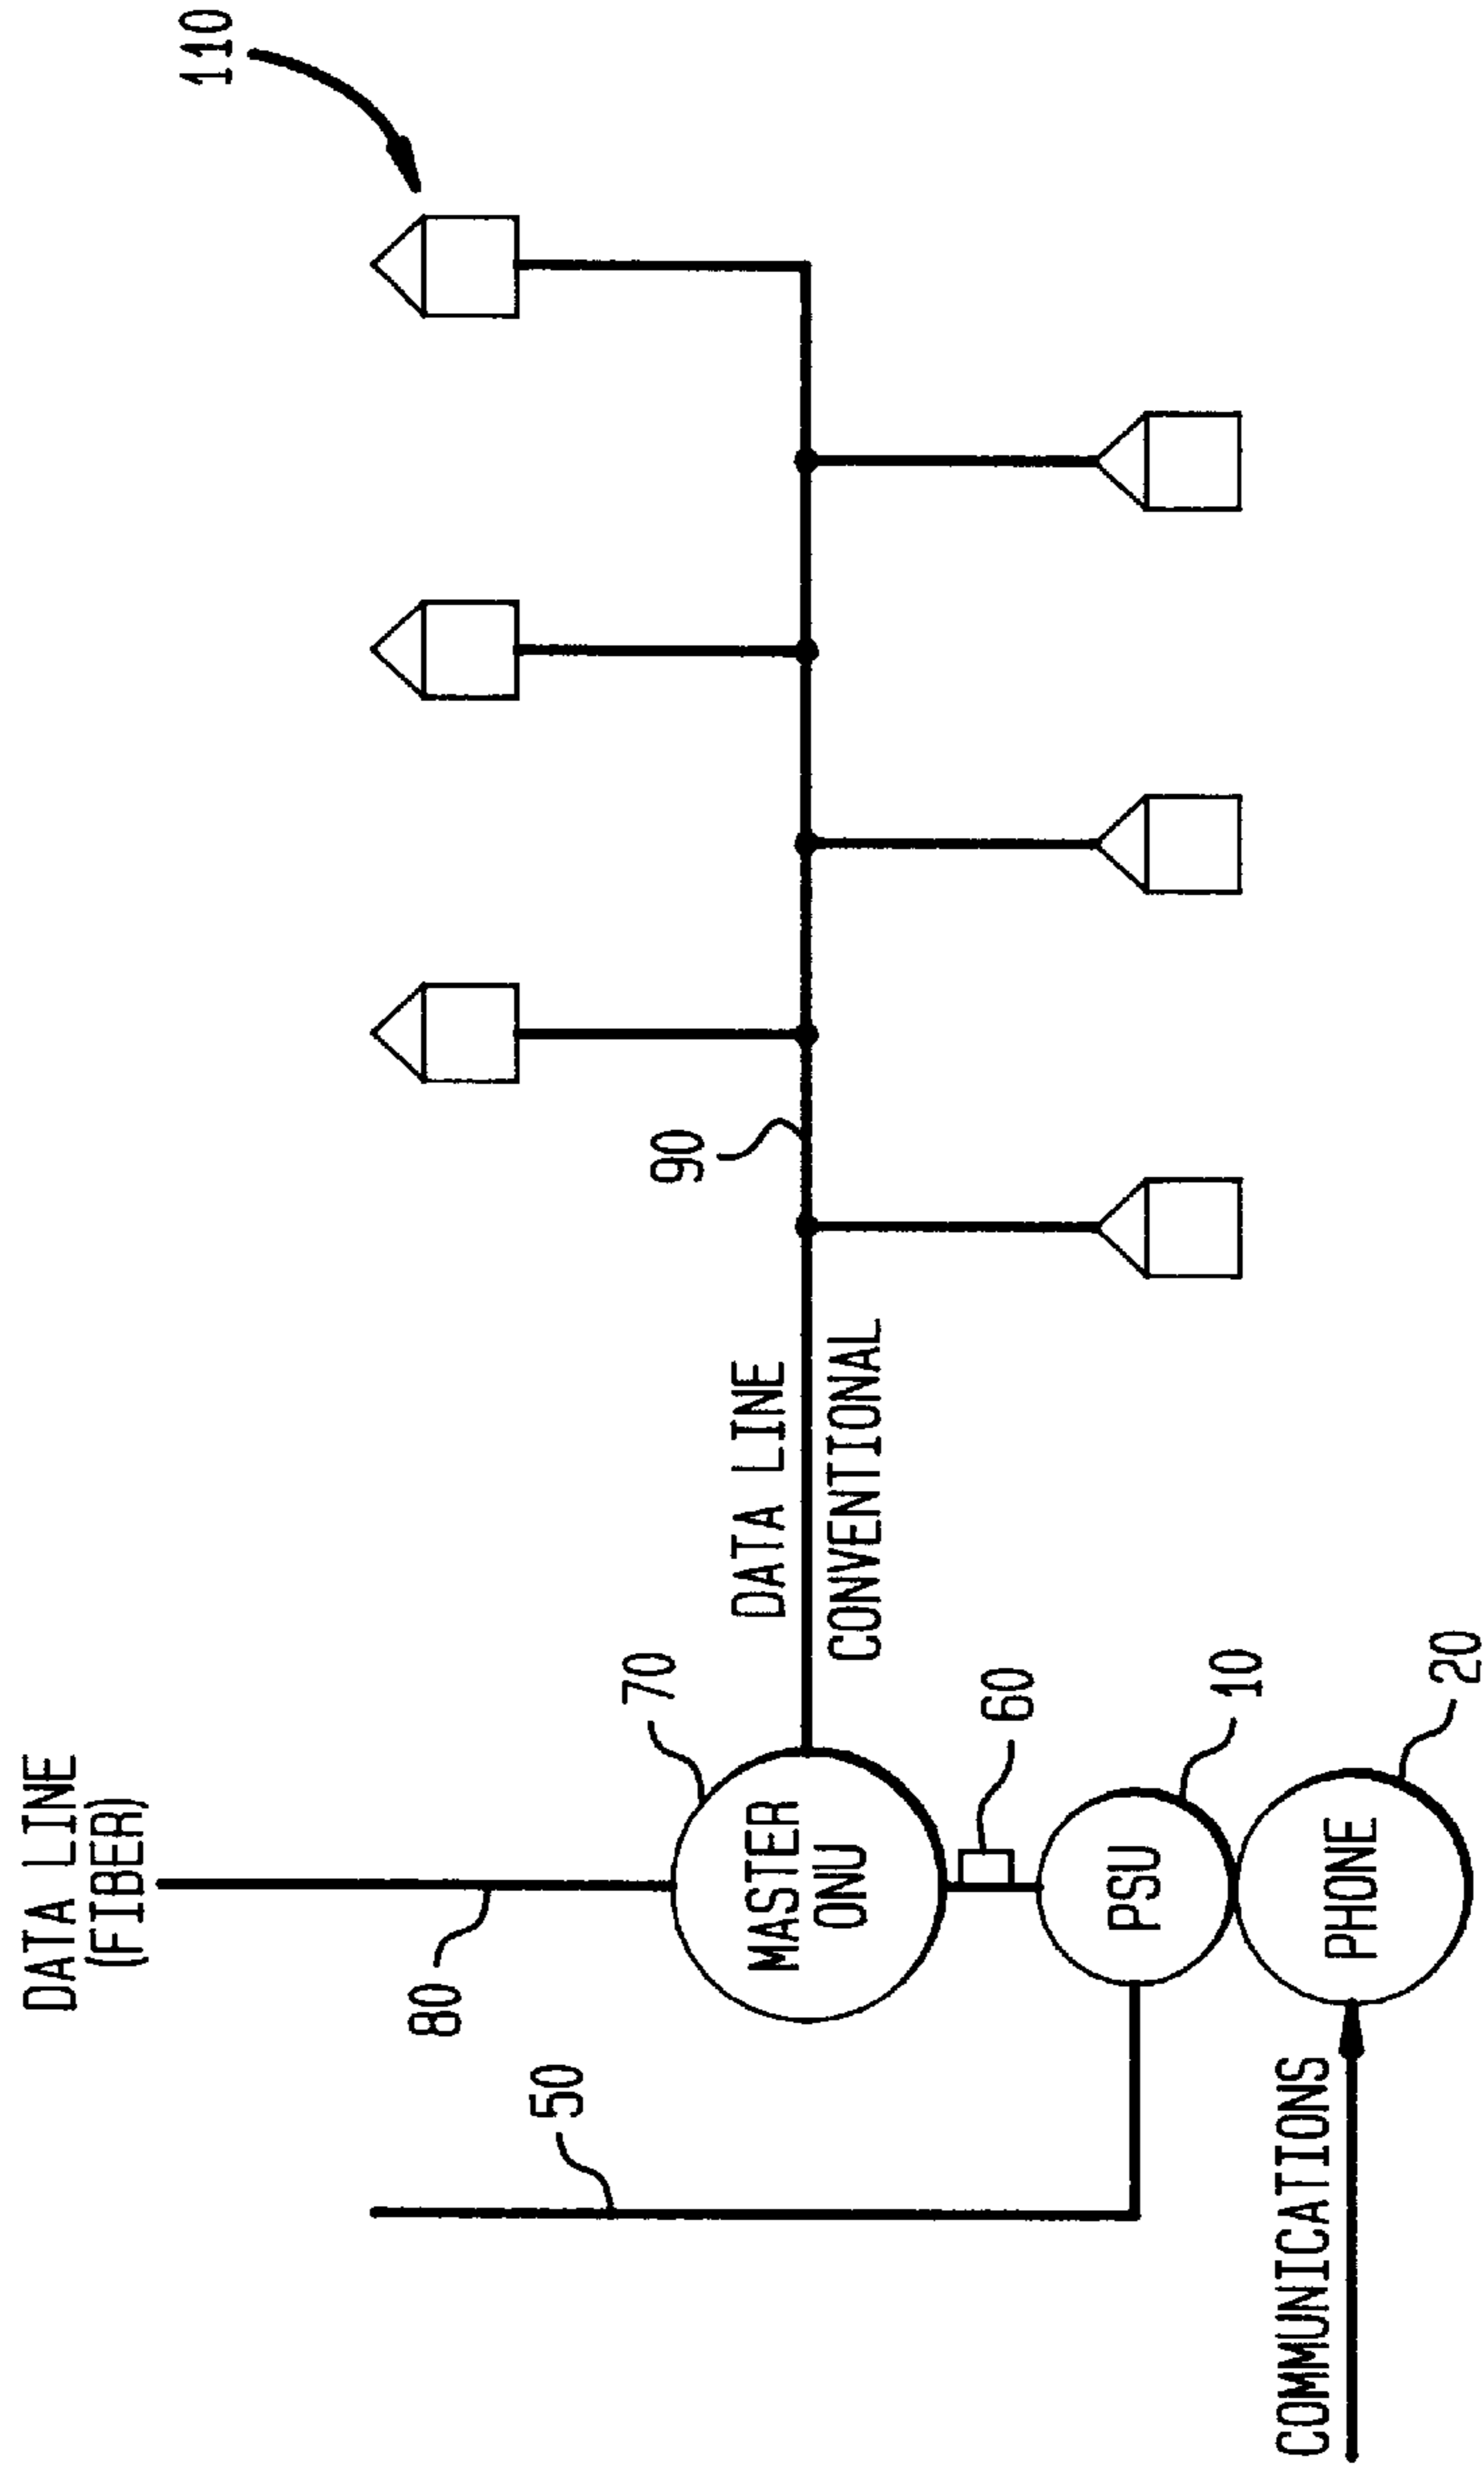 DATA LINE
(FIBER)
110
80
70
50
DATA LINE
CONVENTIONAL
90
MASTER
ONU
60
PSU
10
COMMUNICATIONS
PHONE
20